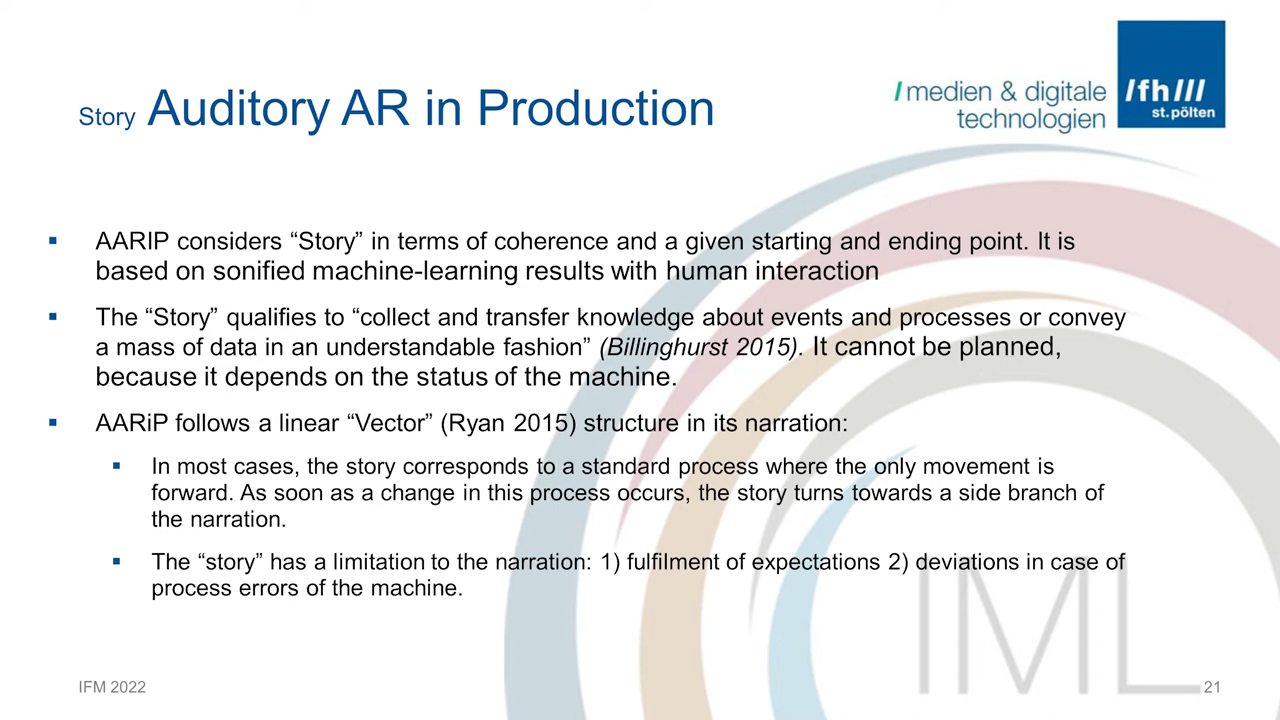 Story Auditory AR in Production
/ medien & digitale
technologien
/fh///
st.pölten
▪ AARIP considers “Story” in terms of coherence and a given starting and ending point. It is
based on sonified machine-learning results with human interaction
▪ The “Story” qualifies to “collect and transfer knowledge about events and processes or convey
a mass of data in an understandable fashion” (Billinghurst 2015). It cannot be planned,
because it depends on the status of the machine.
▪ AARiP follows a linear “Vector” (Ryan 2015) structure in its narration:
▪ In most cases, the story corresponds to a standard process where the only movement is
forward. As soon as a change in this process occurs, the story turns towards a side branch of
the narration.
▪ The “story” has a limitation to the narration: 1) fulfilment of expectations 2) deviations in case of
process errors of the machine.
IML
IFM 2022
21